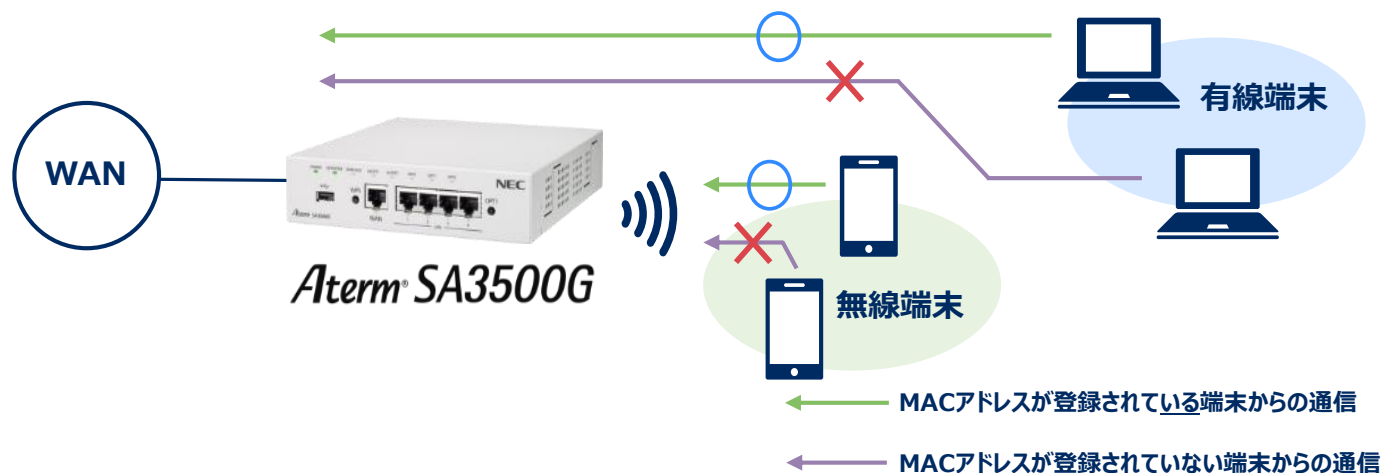 有線端末
WAN
NEC
WAN
Aterm SA3500G
Aterm® SA3500G
無線端末
MACアドレスが登録されている端末からの通信
MACアドレスが登録されていない端末からの通信